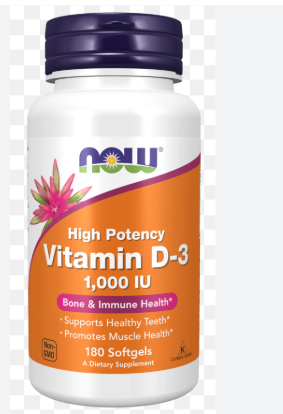 now®
High Potency
Vitamin D-3
1,000 IU
Bone & Immune Health*
• Supports Healthy Teeth*
• Promotes Muscle Health*
Non-
GMO
180 Softgels
A Dietary Supplement
K